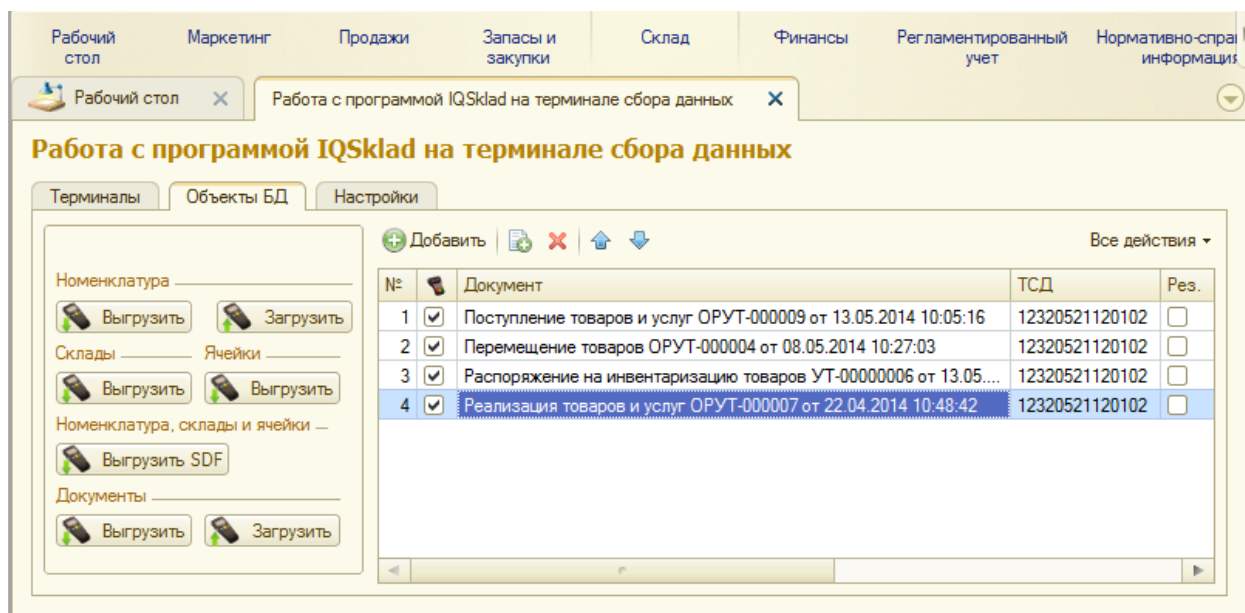 Рабочий стол
Маркетинг
Продажи
Запасы и закупки
Склад
Финансы
Регламентированный учет
информация
Рабочий стол
Работа с программой IQSklad на терминале сбора данных
Работа с программой IQSklad на терминале сбора данных
Терминалы
Объекты БД
Настройки
Номенклатура
Выгрузить Загрузить
Склады Ячейки
Выгрузить Выгрузить
Номенклатура, склады и ячейки
Выгрузить SDF
Документы
Выгрузить Загрузить
Добавить
Все действия
№ Документ ТСД Рез.
1 Поступление товаров и услуг ОРУТ-000009 от 13.05.2014 10:05:16 12320521120102
2 Перемещение товаров ОРУТ-000004 от 08.05.2014 10:27:03 12320521120102
3 Распоряжение на инвентаризацию товаров УТ-00000006 от 13.05.... 12320521120102
4 Реализация товаров и услуг ОРУТ-000007 от 22.04.2014 10:48:42 12320521120102